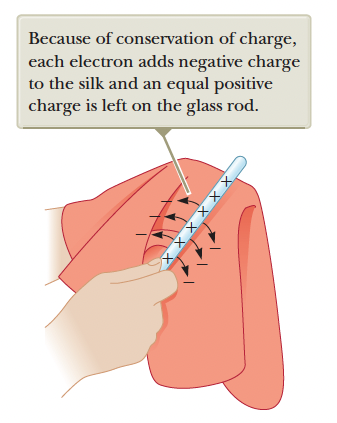 Because of conservation of charge,
each electron adds negative charge
to the silk and an equal positive
charge is left on the glass rod.
+
+
– +
– +
– +
+ –
–
–